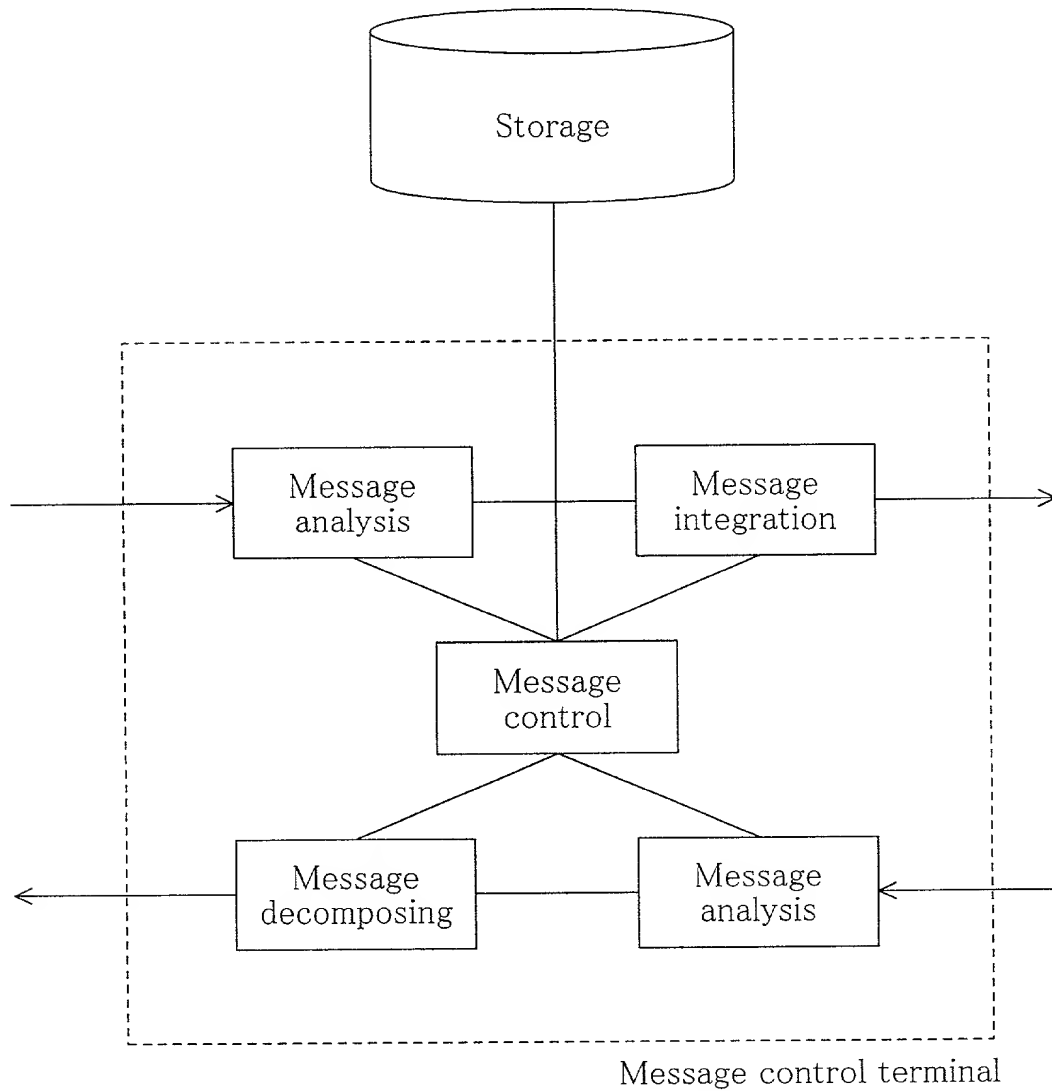 Storage
Message
analysis
Message
integration
Message
control
Message
decomposing
Message
analysis
Message control terminal